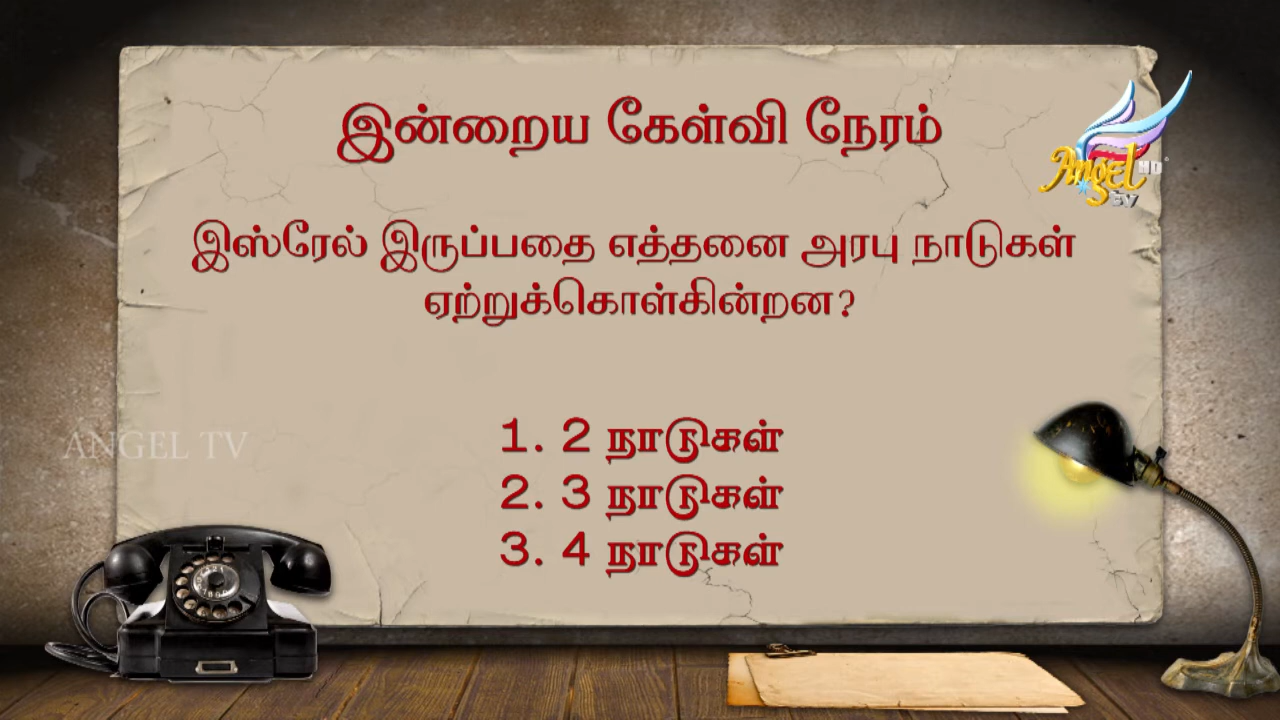 இன்றைய கேள்வி நேரம்
Angel HD
TV
இஸ்ரேல் இருப்பதை எத்தனை அரபு நாடுகள்
ஏற்றுக்கொள்கின்றன?
1. 2 நாடுகள்
ANGEL TV
2. 3 நாடுகள்
3. 4 நாடுகள்